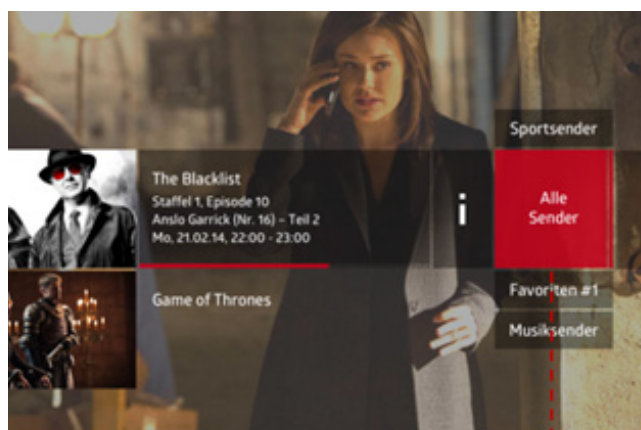 Sportsender
The Blacklist
Staffel 1, Episode 10
Anslo Garrick (Nr. 16) – Teil 2
Mo, 21.02.14, 22:00 - 23:00
i
Alle
Sender
Game of Thrones
Favoriten #1
Musiksender